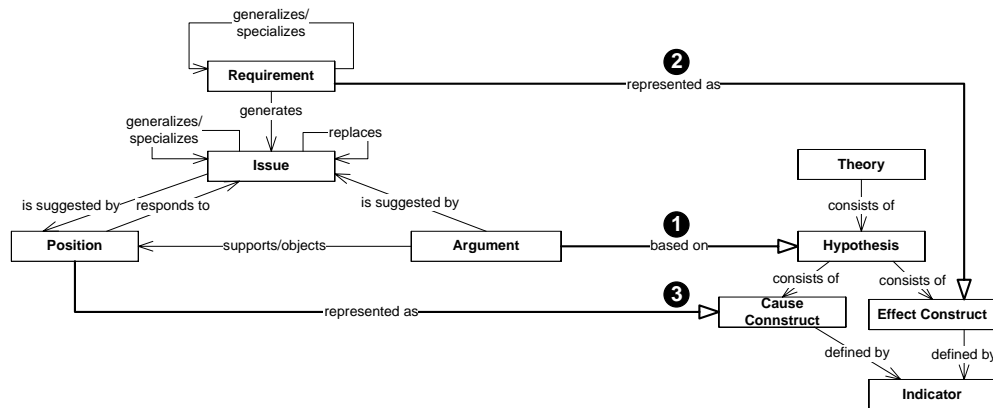 generalizes/
specializes
Requirement
2
represented as
generates
generalizes/
specializes
replaces
Issue
Theory
is suggested by
responds to
is suggested by
consists of
1
Position
supports/objects
Argument
based on
Hypothesis
consists of
consists of
3
represented as
Cause
Connstruct
Effect Construct
defined by
defined by
Indicator